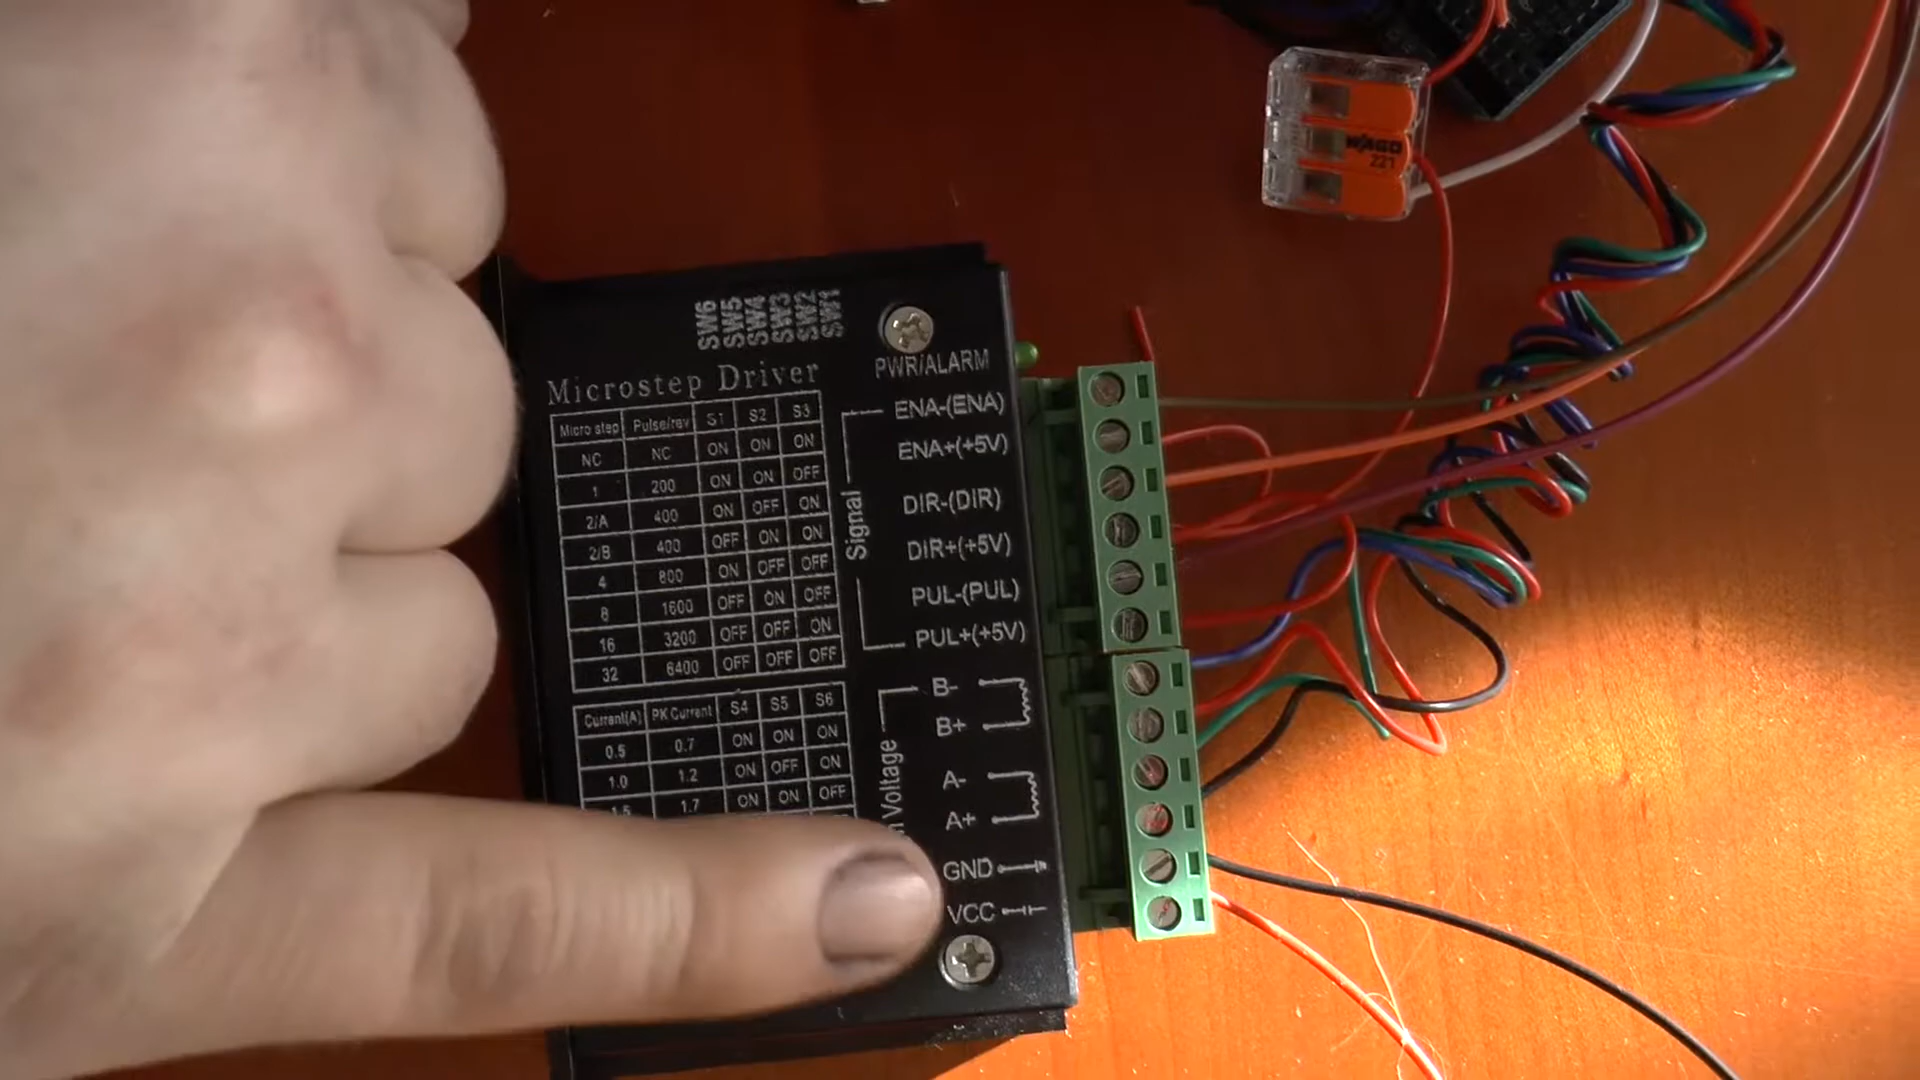 WAGO
221
SW6
SW5
SW4
SW3
SW2
SW1
PWR/ALARM
Microstep Driver
Micro step Pulse/rev S1 S2 S3
NC NC ON ON ON
1 200 ON ON OFF
2/A 400 ON OFF ON
2/B 400 OFF ON ON
4 800 ON OFF OFF
8 1600 OFF ON OFF
16 3200 OFF OFF ON
32 6400 OFF OFF OFF
Current(A) PK Current S4 S5 S6
0.5 0.7 ON ON ON
1.0 1.2 ON OFF ON
1.5 1.7 ON ON OFF
Signal
ENA-(ENA)
ENA+(+5V)
DIR-(DIR)
DIR+(+5V)
PUL-(PUL)
PUL+(+5V)
Voltage
B-
B+
A-
A+
GND
VCC